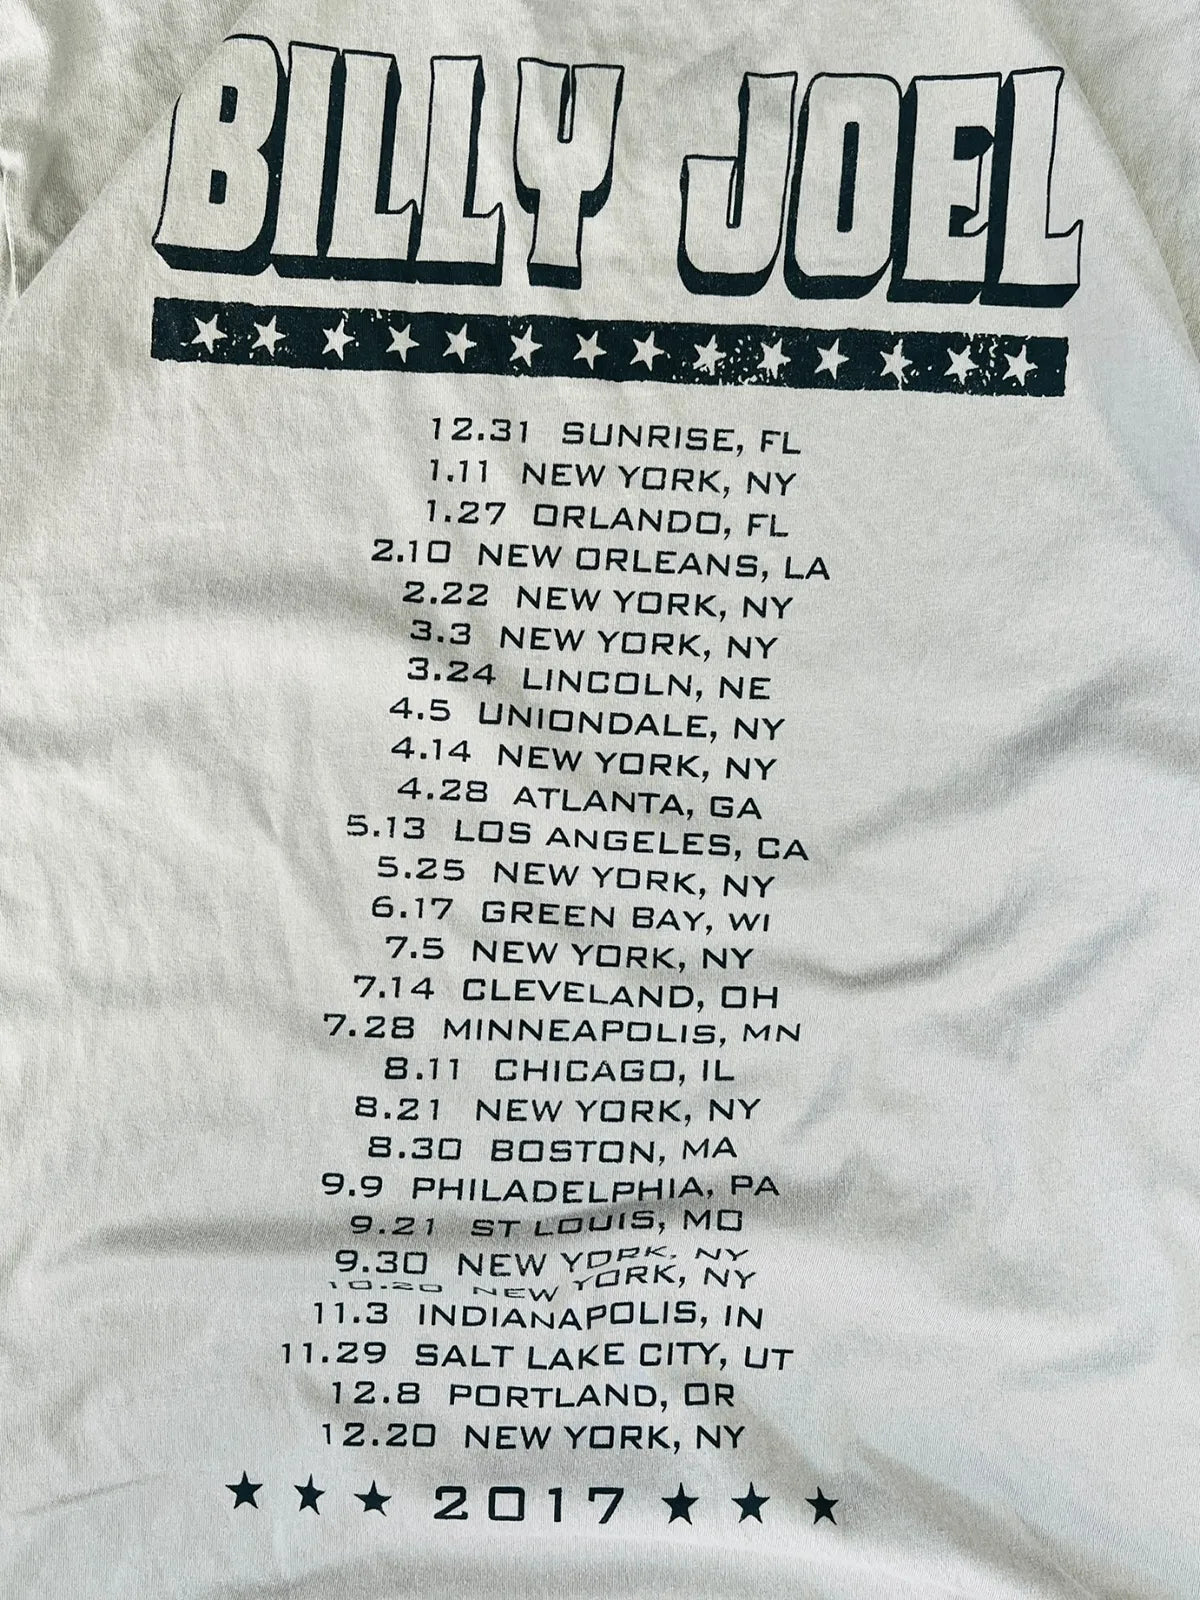 BILLY JOEL
12.31 SUNRISE, FL
1.11 NEW YORK, NY
1.27 ORLANDO, FL
2.10 NEW ORLEANS, LA
2.22 NEW YORK, NY
3.3 NEW YORK, NY
3.24 LINCOLN, NE
4.5 UNIONDALE, NY
4.14 NEW YORK, NY
4.28 ATLANTA, GA
5.13 LOS ANGELES, CA
5.25 NEW YORK, NY
6.17 GREEN BAY, WI
7.5 NEW YORK, NY
7.14 CLEVELAND, OH
7.28 MINNEAPOLIS, MN
8.11 CHICAGO, IL
8.21 NEW YORK, NY
8.30 BOSTON, MA
9.9 PHILADELPHIA, PA
9.21 ST LOUIS, MO
9.30 NEW YORK, NY
10.20 NEW YORK, NY
11.3 INDIANAPOLIS, IN
11.29 SALT LAKE CITY, UT
12.8 PORTLAND, OR
12.20 NEW YORK, NY
★ ★ ★ 2017 ★ ★ ★